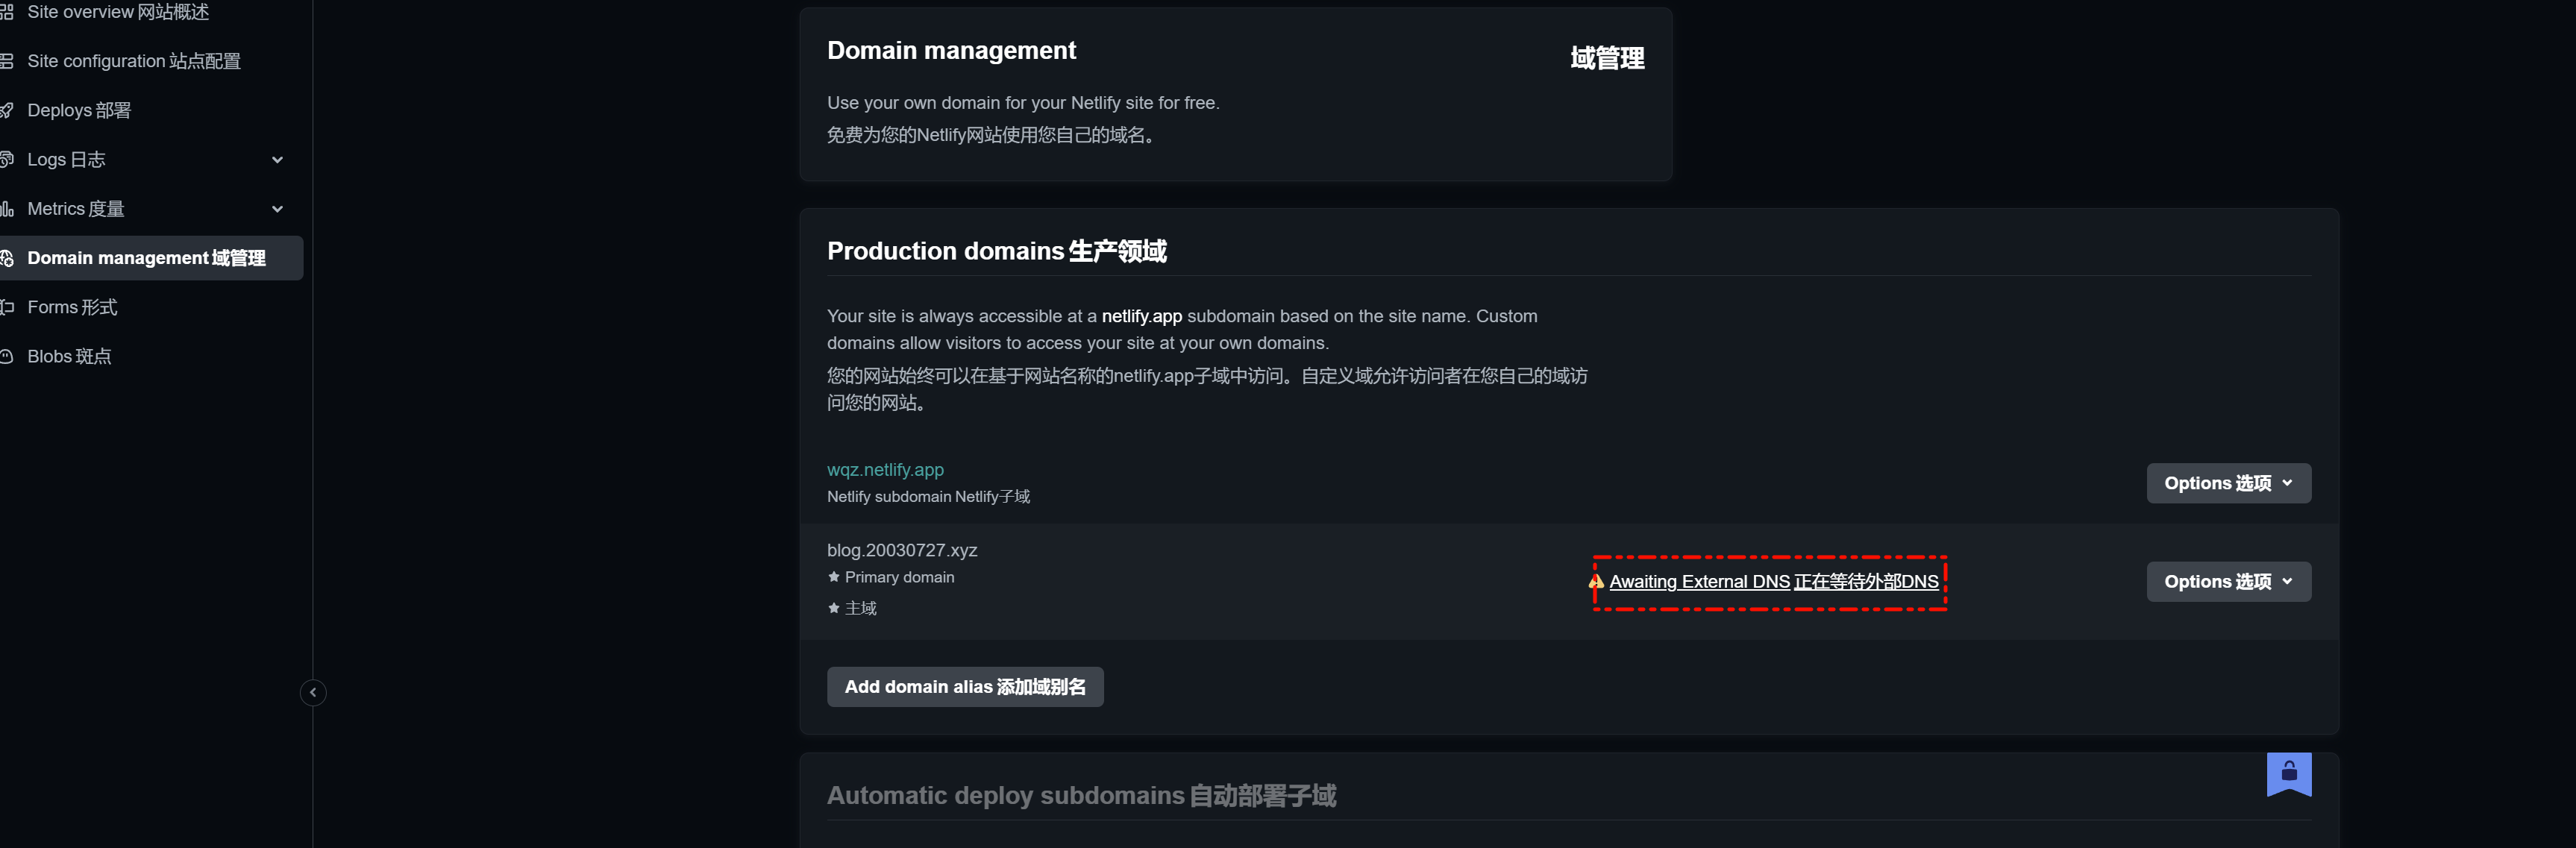 Site overview 网站概述
Site configuration 站点配置
Deploys 部署
Logs 日志
Metrics 度量
Domain management 域管理
Forms 形式
Blobs 斑点
Domain management
域管理
Use your own domain for your Netlify site for free.
免费为您的Netlify网站使用您自己的域名。
Production domains 生产领域
Your site is always accessible at a netlify.app subdomain based on the site name. Custom
domains allow visitors to access your site at your own domains.
您的网站始终可以在基于网站名称的netlify.app子域中访问。自定义域允许访问者在您自己的域访
问您的网站。
wqz.netlify.app
Netlify subdomain Netlify子域
Options 选项
blog.20030727.xyz
Primary domain
主域
Awaiting External DNS 正在等待外部DNS
Options 选项
Add domain alias 添加域别名
Automatic deploy subdomains 自动部署子域